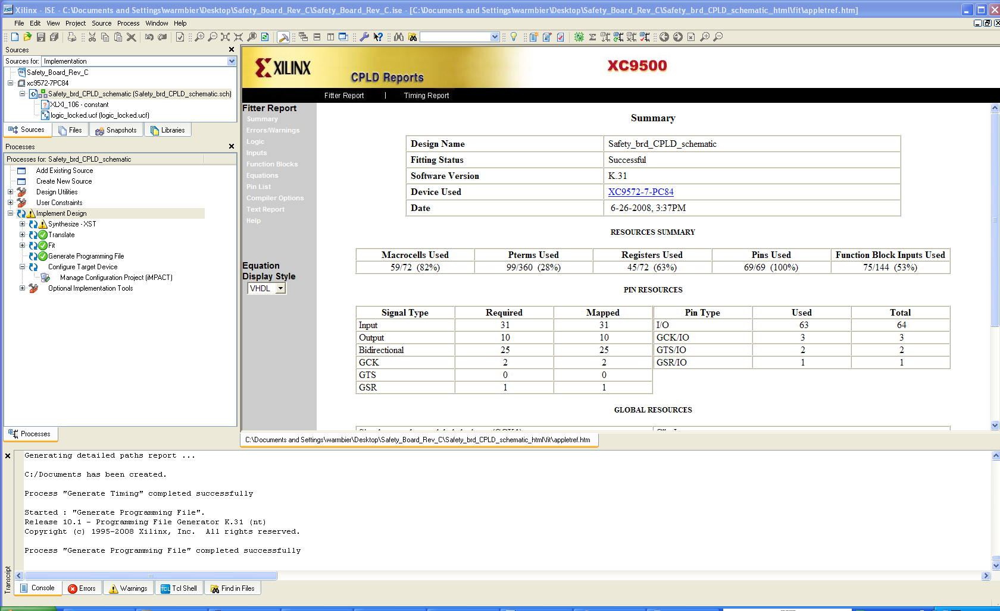 Xilinx - ISE - C:\Documents and Settings\warmbier\Desktop\Safety_Board_Rev_C\Safety_Board_Rev_C.ise - [C:\Documents and Settings\warmbier\Desktop\Safety_Board_Rev_C\Safety_brd_CPLD_schematic_html\fit\appletref.htm]
File Edit View Project Source Process Window Help
Sources
Sources for: Implementation
Safety_Board_Rev_C
xc9572-7PC84
Safety_brd_CPLD_schematic (Safety_brd_CPLD_schematic.sch)
XLXI_106 - constant
logic_locked.ucf (logic_locked.ucf)
Sources Files Snapshots Libraries
Processes
Processes for: Safety_brd_CPLD_schematic
Add Existing Source
Create New Source
Design Utilities
User Constraints
Implement Design
Synthesize - XST
Translate
Fit
Generate Programming File
Configure Target Device
Manage Configuration Project (iMPACT)
Optional Implementation Tools
Processes
XILINX
CPLD Reports
XC9500
Fitter Report | Timing Report
Fitter Report
Summary
Errors/Warnings
Logic
Inputs
Function Blocks
Equations
Pin List
Compiler Options
Text Report
Help
Equation
Display Style
VHDL
Summary
Design Name Safety_brd_CPLD_schematic
Fitting Status Successful
Software Version K.31
Device Used XC9572-7-PC84
Date 6-26-2008, 3:37PM
RESOURCES SUMMARY
Macrocells Used Pterms Used Registers Used Pins Used Function Block Inputs Used
59/72 (82%) 99/360 (28%) 45/72 (63%) 69/69 (100%) 75/144 (53%)
PIN RESOURCES
Signal Type Required Mapped Pin Type Used Total
Input 31 31 I/O 63 64
Output 10 10 GCK/IO 3 3
Bidirectional 25 25 GTS/IO 2 2
GCK 2 2 GSR/IO 1 1
GTS 0 0
GSR 1 1
GLOBAL RESOURCES
C:\Documents and Settings\warmbier\Desktop\Safety_Board_Rev_C\Safety_brd_CPLD_schematic_html\fit\appletref.htm
Generating detailed paths report ...
C:/Documents has been created.
Process "Generate Timing" completed successfully
Started : "Generate Programming File".
Release 10.1 - Programming File Generator K.31 (nt)
Copyright (c) 1995-2008 Xilinx, Inc.  All rights reserved.
Process "Generate Programming File" completed successfully
Transcript
Console Errors Warnings TCL Tcl Shell Find in Files